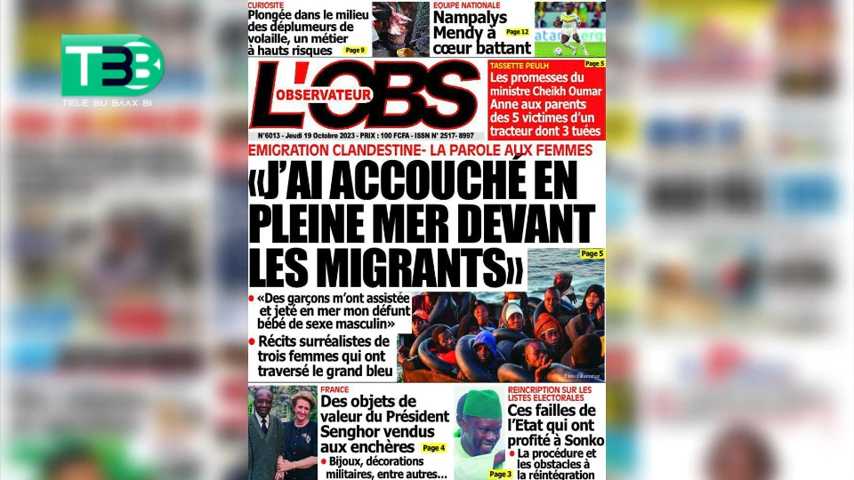 TBB
TELE BU BAAX BI
CURIOSITE
Plongée dans le milieu
des déplumeurs de
volaille, un métier
à hauts risques
Page 9
EQUIPE NATIONALE
Nampalys
Mendy à
Page 12
cœur battant
L'OBS
OBSERVATEUR
TASSETTE PEULH
Page 5
Les promesses du
ministre Cheikh Oumar
Anne aux parents
des 5 victimes d'un
tracteur dont 3 tuées
N°6013 - Jeudi 19 Octobre 2023 - PRIX : 100 FCFA - ISSN N° 2517- 8997
EMIGRATION CLANDESTINE- LA PAROLE AUX FEMMES
«J'AI ACCOUCHÉ EN
PLEINE MER DEVANT
LES MIGRANTS»
Page 5
• «Des garçons m'ont assistée
et jeté en mer mon défunt
bébé de sexe masculin»
• Récits surréalistes de
trois femmes qui ont
traversé le grand bleu
FRANCE
Des objets de
valeur du Président
Senghor vendus
aux enchères
Page 4
• Bijoux, décorations
militaires, entre autres...
REINCRIPTION SUR LES
LISTES ELECTORALES
Ces failles de
l'Etat qui ont
profité à Sonko
• La procédure et
les obstacles à
la réintégration
Page 3